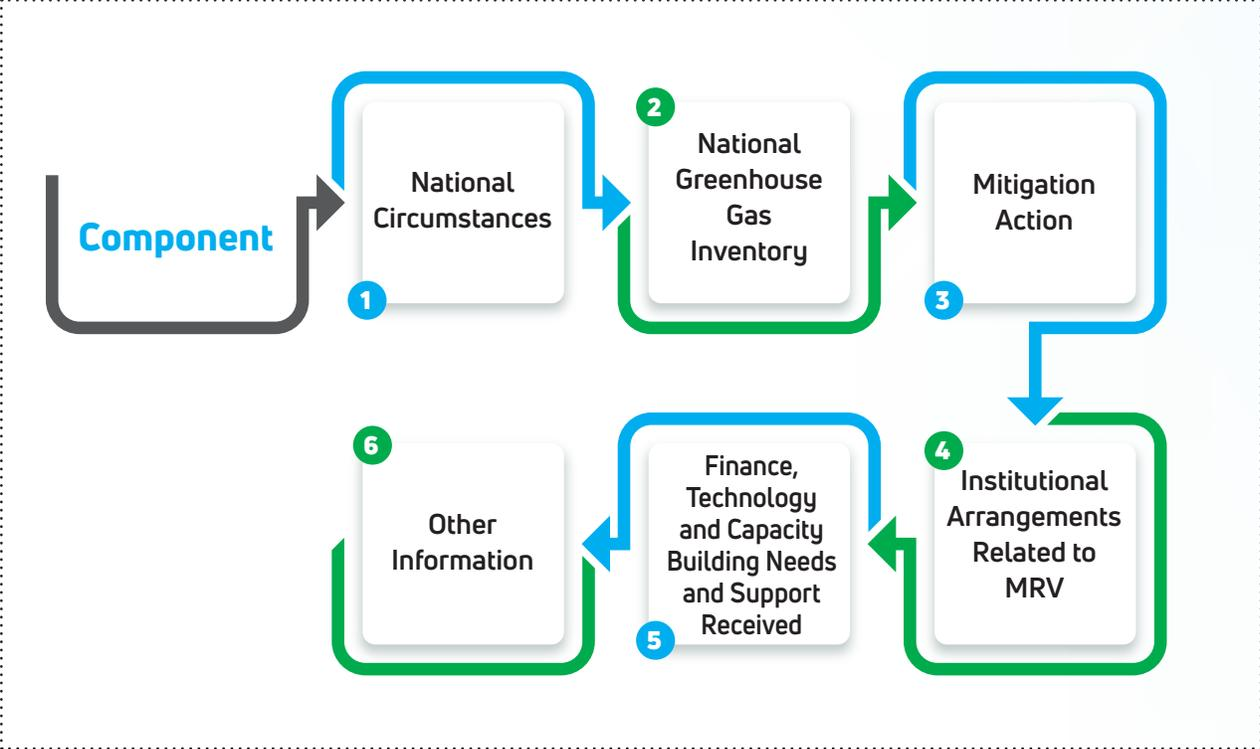 Component
National
Circumstances
1
2
National
Greenhouse
Gas
Inventory
Mitigation
Action
3
4
Institutional
Arrangements
Related to
MRV
Finance,
Technology
and Capacity
Building Needs
and Support
Received
5
6
Other
Information